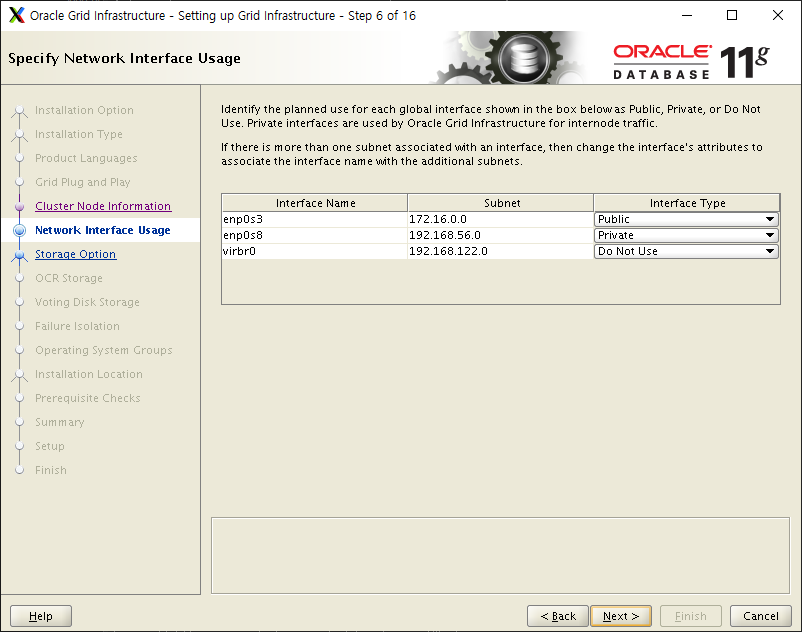 Oracle Grid Infrastructure - Setting up Grid Infrastructure - Step 6 of 16
Specify Network Interface Usage
ORACLE
DATABASE 11g
Installation Option
Installation Type
Product Languages
Grid Plug and Play
Cluster Node Information
Network Interface Usage
Storage Option
OCR Storage
Voting Disk Storage
Failure Isolation
Operating System Groups
Installation Location
Prerequisite Checks
Summary
Setup
Finish
Identify the planned use for each global interface shown in the box below as Public, Private, or Do Not
Use. Private interfaces are used by Oracle Grid Infrastructure for internode traffic.
If there is more than one subnet associated with an interface, then change the interface's attributes to
associate the interface name with the additional subnets.
Interface Name Subnet Interface Type
enp0s3 172.16.0.0 Public
enp0s8 192.168.56.0 Private
virbr0 192.168.122.0 Do Not Use
Help < Back Next > Finish Cancel